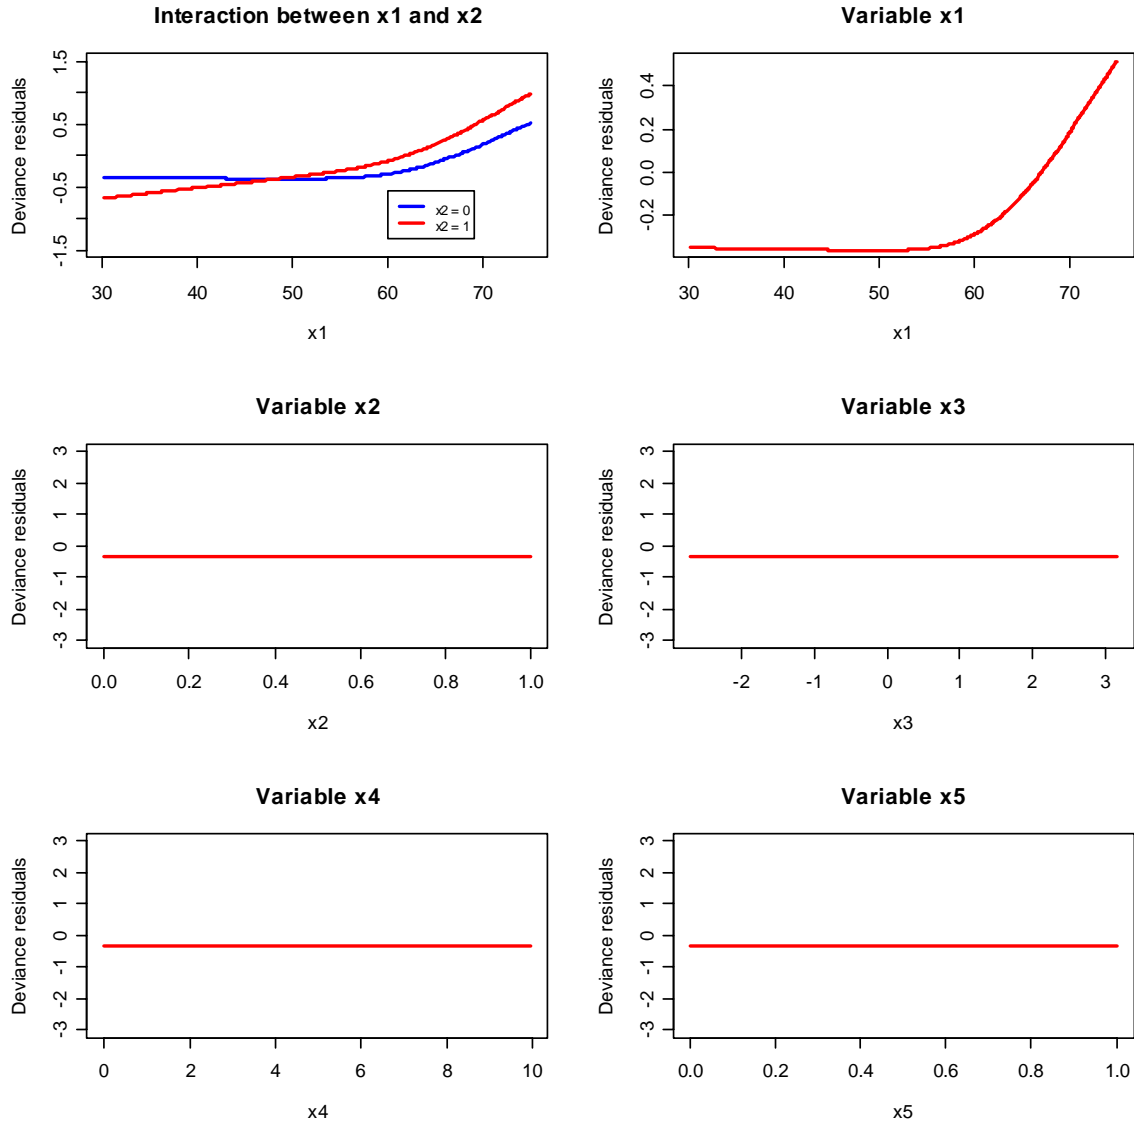 Interaction between x1 and x2
Deviance residuals
1.5
0.5
-0.5
-1.5
x2 = 0
x2 = 1
30 40 50 60 70
x1
Variable x1
Deviance residuals
0.4
0.2
0.0
-0.2
30 40 50 60 70
x1
Variable x2
Deviance residuals
3
2
1
0
-1
-2
-3
0.0 0.2 0.4 0.6 0.8 1.0
x2
Variable x3
Deviance residuals
3
2
1
0
-1
-2
-3
-2 -1 0 1 2 3
x3
Variable x4
Deviance residuals
3
2
1
0
-1
-2
-3
0 2 4 6 8 10
x4
Variable x5
Deviance residuals
3
2
1
0
-1
-2
-3
0.0 0.2 0.4 0.6 0.8 1.0
x5